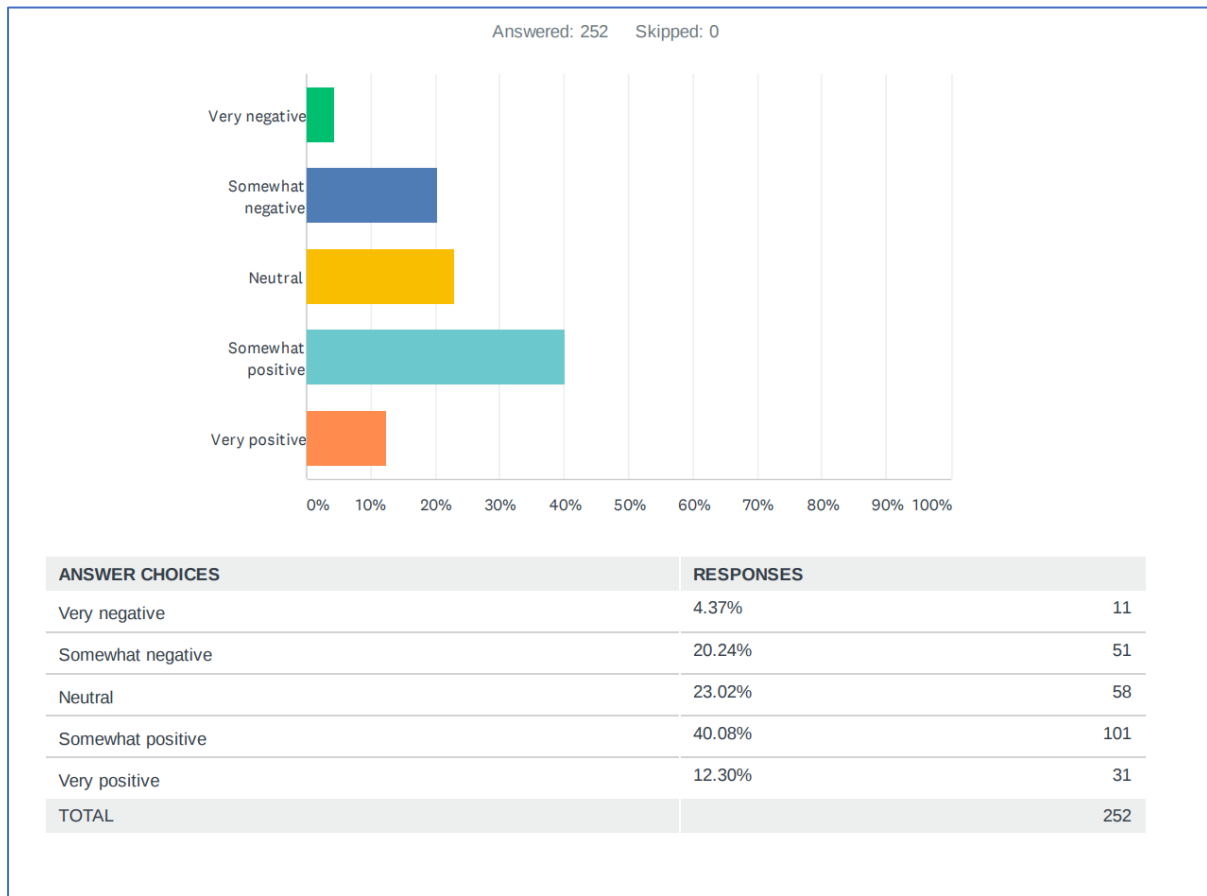 Answered: 252 Skipped: 0
Very negative
Somewhat
negative
Neutral
Somewhat
positive
Very positive
0% 10% 20% 30% 40% 50% 60% 70% 80% 90% 100%
ANSWER CHOICES RESPONSES
Very negative 4.37% 11
Somewhat negative 20.24% 51
Neutral 23.02% 58
Somewhat positive 40.08% 101
Very positive 12.30% 31
TOTAL 252